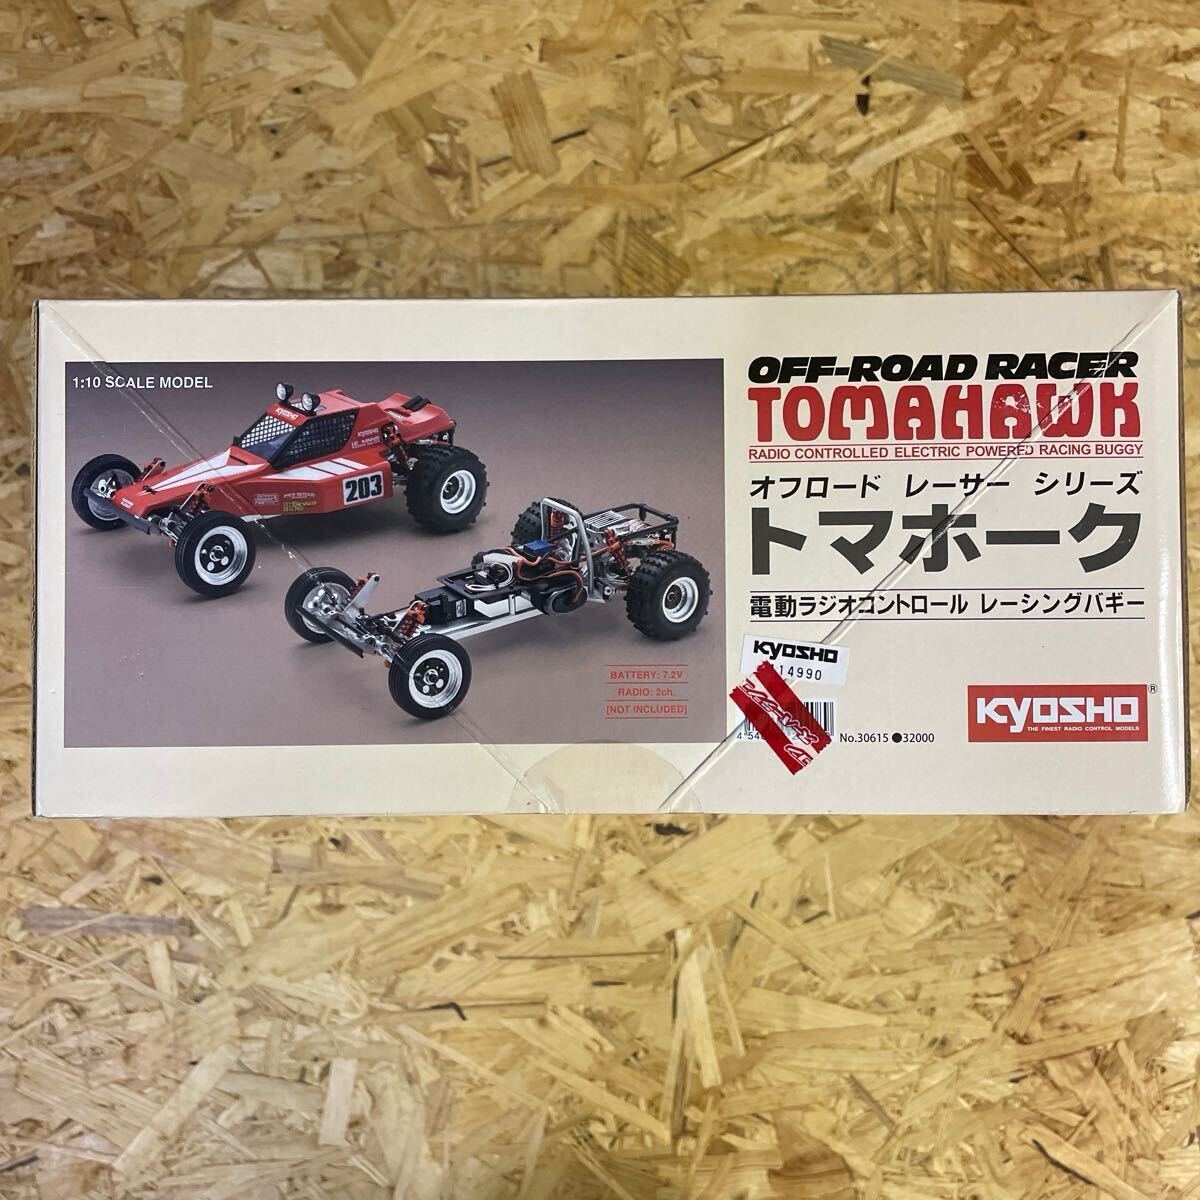 1:10 SCALE MODEL
KYOSHO
203
BATTERY: 7.2V
RADIO: 2ch.
[NOT INCLUDED]
OFF-ROAD RACER
TOMAHAWK
RADIO CONTROLLED ELECTRIC POWERED RACING BUGGY
オフロード レーサー シリーズ
トマホーク
電動ラジオコントロール レーシングバギー
KYOSHO
14990
No.30615 ●32000
KYOSHO®
THE FINEST RADIO CONTROL MODELS